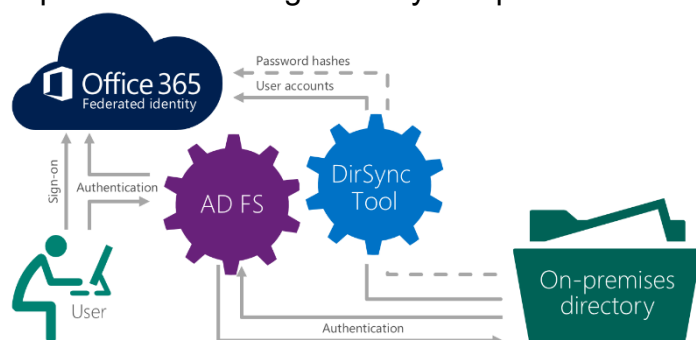 Password hashes
Office 365
Federated identity
User accounts
Sign-on
Authentication
AD FS
DirSync
Tool
User
On-premises
directory
Authentication